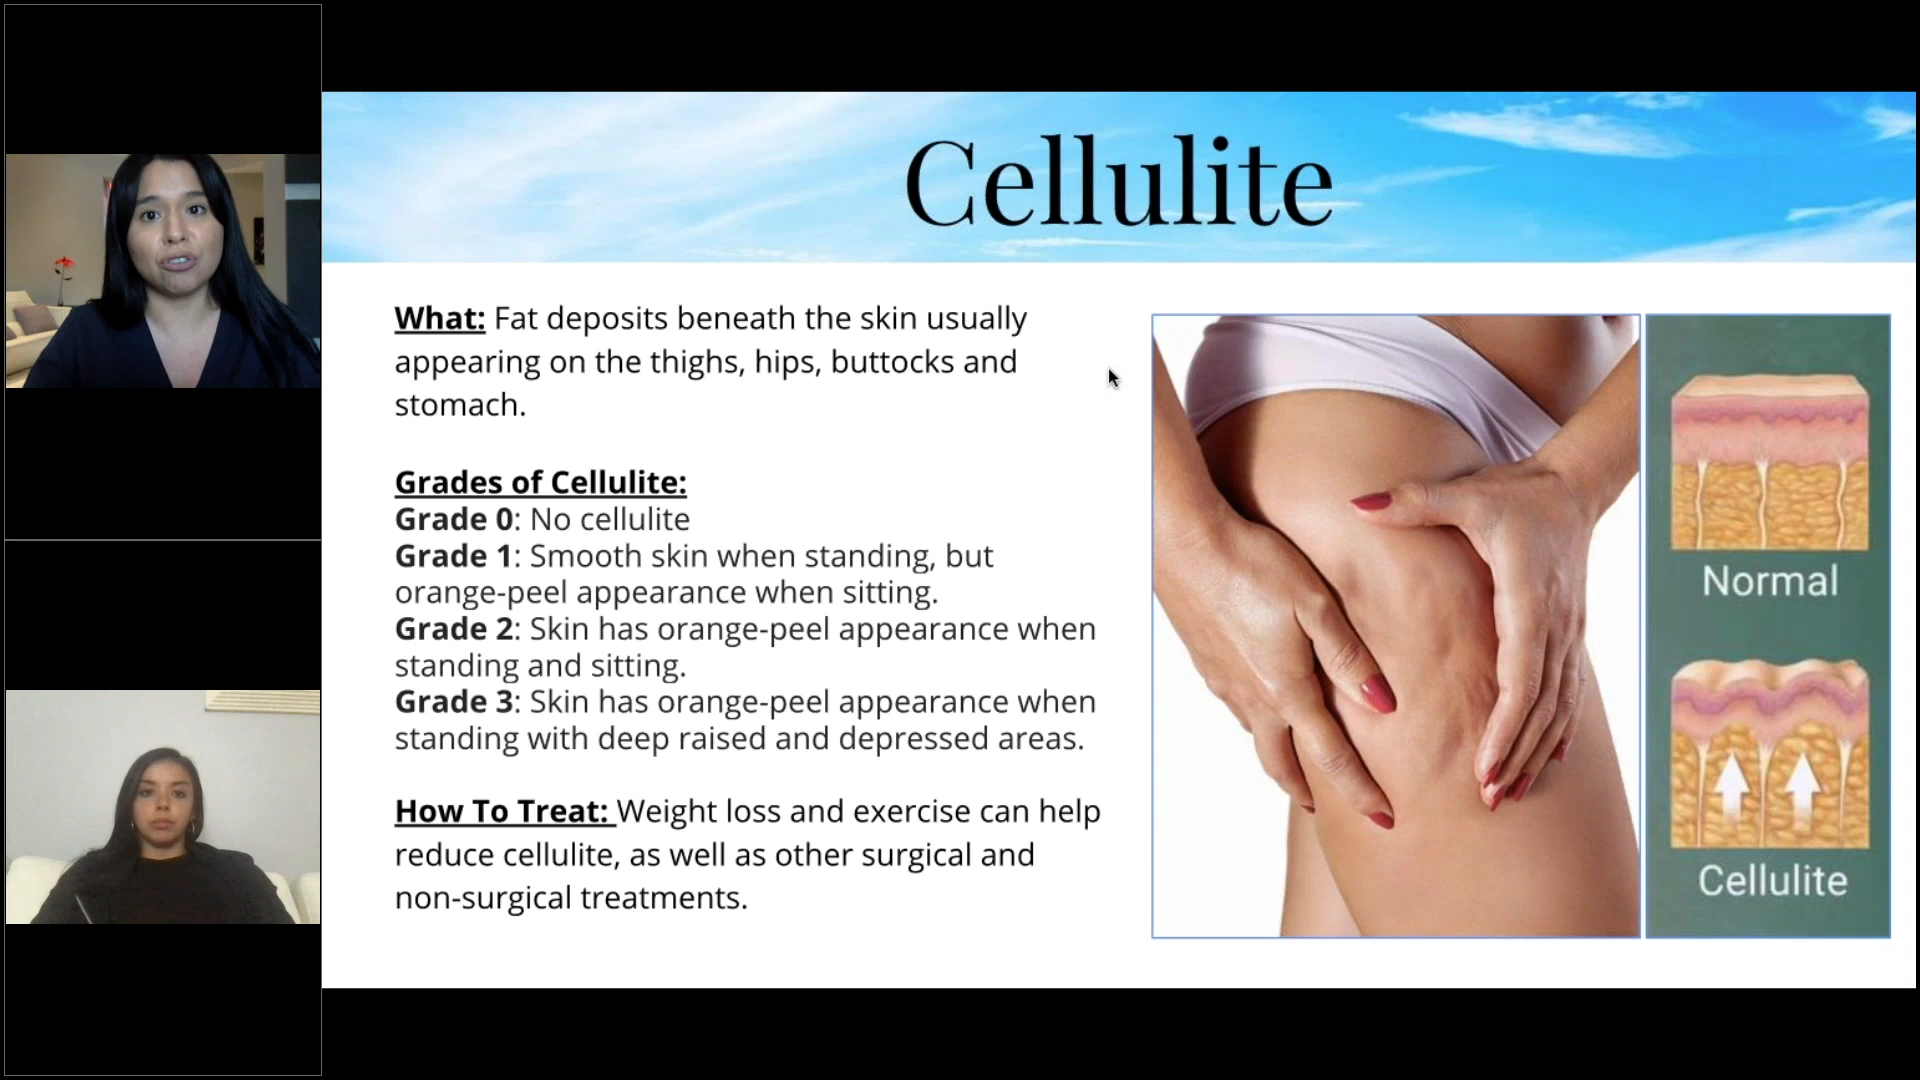 Cellulite
What: Fat deposits beneath the skin usually
appearing on the thighs, hips, buttocks and
stomach.
Grades of Cellulite:
Grade 0: No cellulite
Grade 1: Smooth skin when standing, but
orange-peel appearance when sitting.
Grade 2: Skin has orange-peel appearance when
standing and sitting.
Grade 3: Skin has orange-peel appearance when
standing with deep raised and depressed areas.
How To Treat: Weight loss and exercise can help
reduce cellulite, as well as other surgical and
non-surgical treatments.
Normal
Cellulite